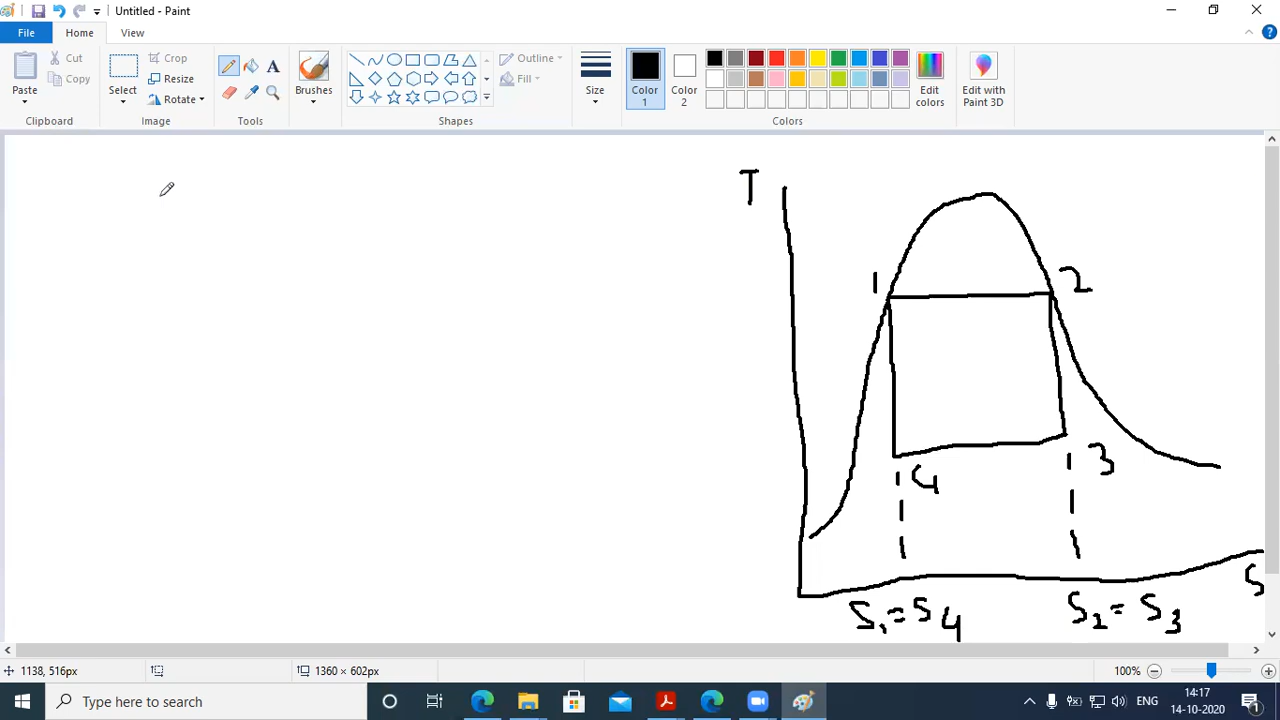 Untitled - Paint
File
Home
View
Paste
Cut
Copy
Clipboard
Select
Crop
Resize
Rotate
Image
A
Tools
Brushes
Shapes
Outline
Fill
Size
Color 1
Color 2
Edit colors
Colors
Edit with Paint 3D
T
1
2
3
4
S
S1 = S4
S2 = S3
1138, 516px
1360 × 602px
100%
Type here to search
ENG
14:17
14-10-2020
1